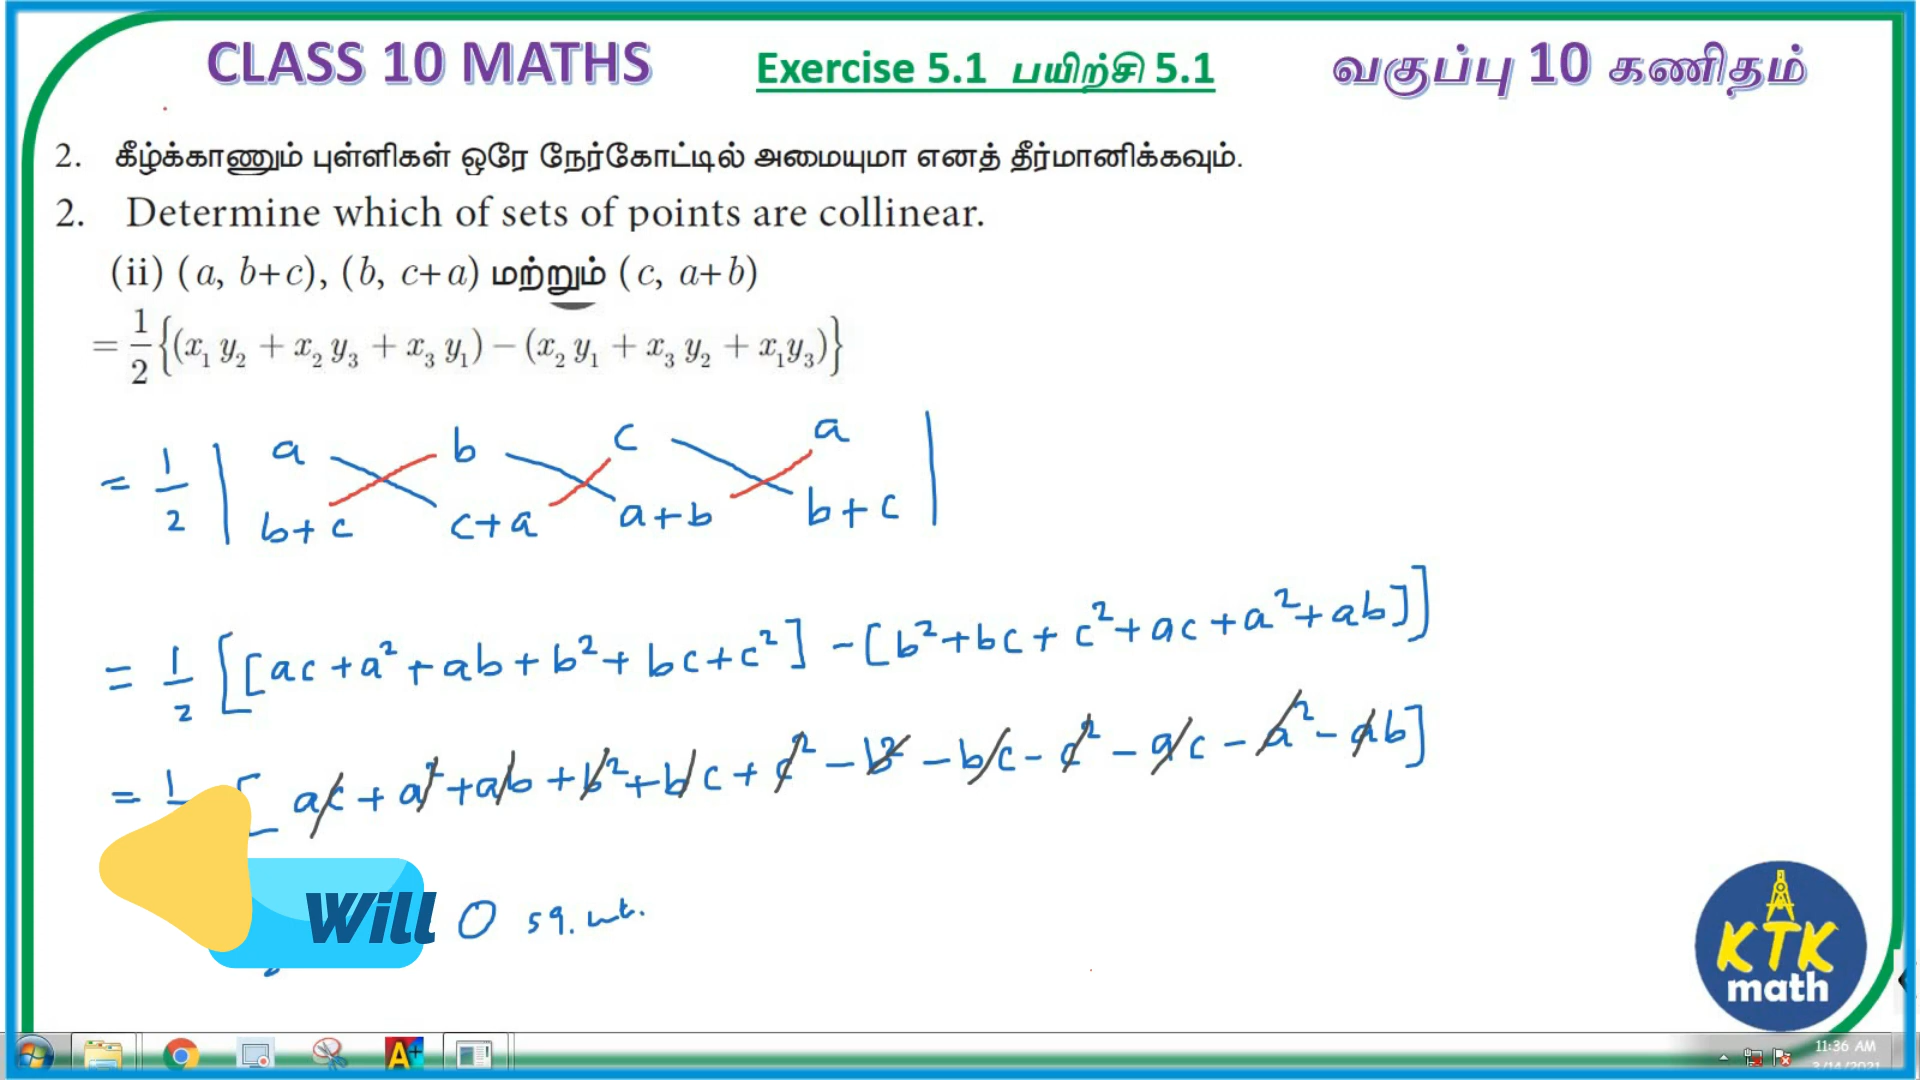 CLASS 10 MATHS Exercise 5.1 பயிற்சி 5.1 வகுப்பு 10 கணிதம்
2. கீழ்க்காணும் புள்ளிகள் ஒரே நேர்கோட்டில் அமையுமா எனத் தீர்மானிக்கவும்.
2. Determine which of sets of points are collinear.
(ii) (a, b+c), (b, c+a) மற்றும் (c, a+b)
= 1/2 {(x₁ y₂ + x₂ y₃ + x₃ y₁) − (x₂ y₁ + x₃ y₂ + x₁y₃)}
= 1/2 | a b c a |
b+c c+a a+b b+c
= 1/2 [[ac+a²+ab+b²+bc+c²] -[b²+bc+c²+ac+a²+ab]]
= 1 [ac+a²+ab+b²+bc+c²-b²-bc-c²-ac-a²-ab]
Will 0 sq. ut.
KTK
math
11:36 AM